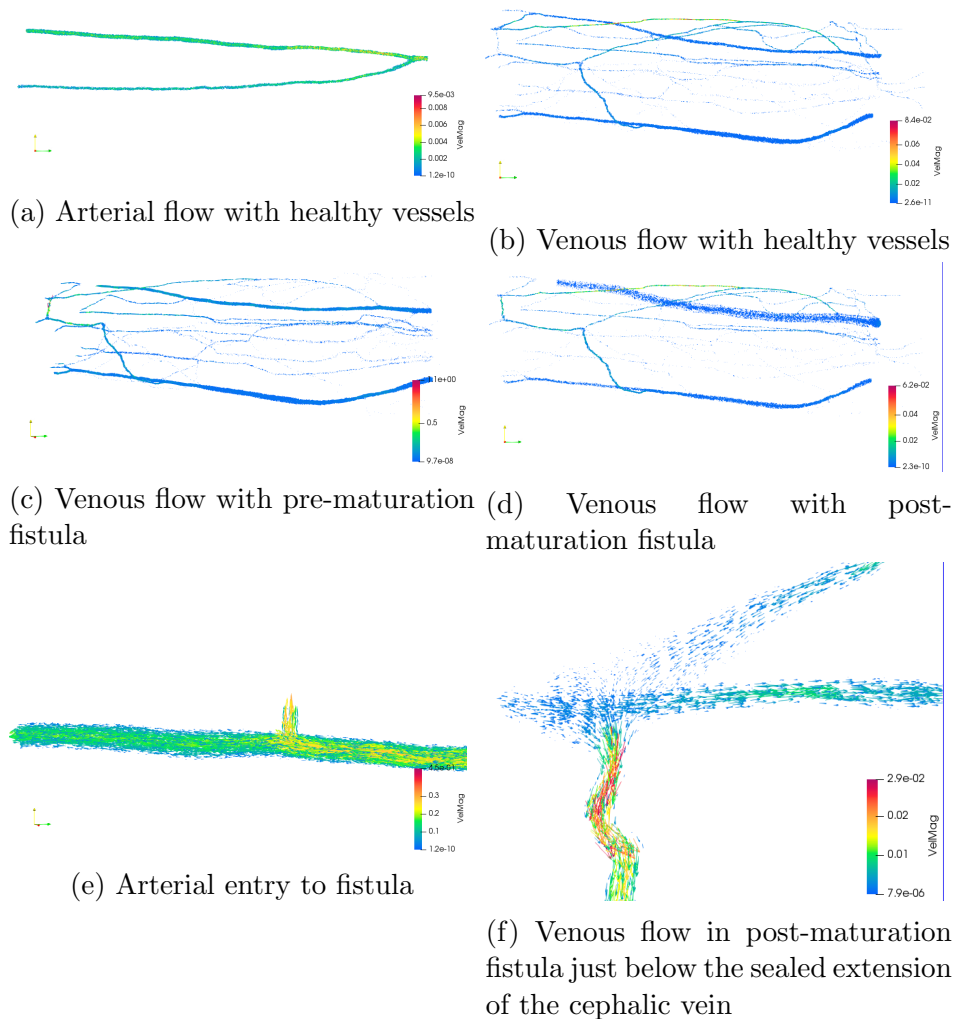 9.5e-03
0.008
0.006
0.004
0.002
1.2e-10
VelMag
(a) Arterial flow with healthy vessels
8.4e-02
0.06
0.04
0.02
2.6e-11
VelMag
(b) Venous flow with healthy vessels
1.1e+00
0.5
9.7e-08
VelMag
(c) Venous flow with pre-maturation
fistula
6.2e-02
0.04
0.02
2.3e-10
VelMag
(d) Venous flow with post-
maturation fistula
0.3
0.2
0.1
1.2e-10
VelMag
(e) Arterial entry to fistula
2.9e-02
0.02
0.01
7.9e-06
VelMag
(f) Venous flow in post-maturation
fistula just below the sealed extension
of the cephalic vein